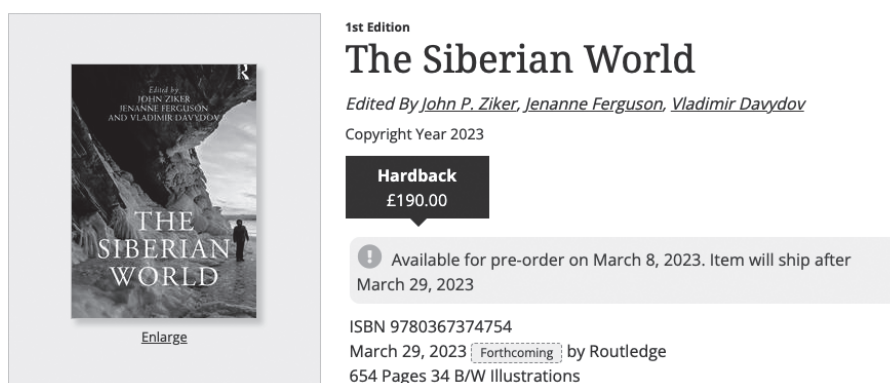 R
Edited by
JOHN ZIKER
JENANNE FERGUSON
AND VLADIMIR DAVYDOV
THE
SIBERIAN
WORLD
Enlarge
1st Edition
The Siberian World
Edited By John P. Ziker, Jenanne Ferguson, Vladimir Davydov
Copyright Year 2023
Hardback
£190.00
! Available for pre-order on March 8, 2023. Item will ship after
March 29, 2023
ISBN 9780367374754
March 29, 2023 Forthcoming by Routledge
654 Pages 34 B/W Illustrations